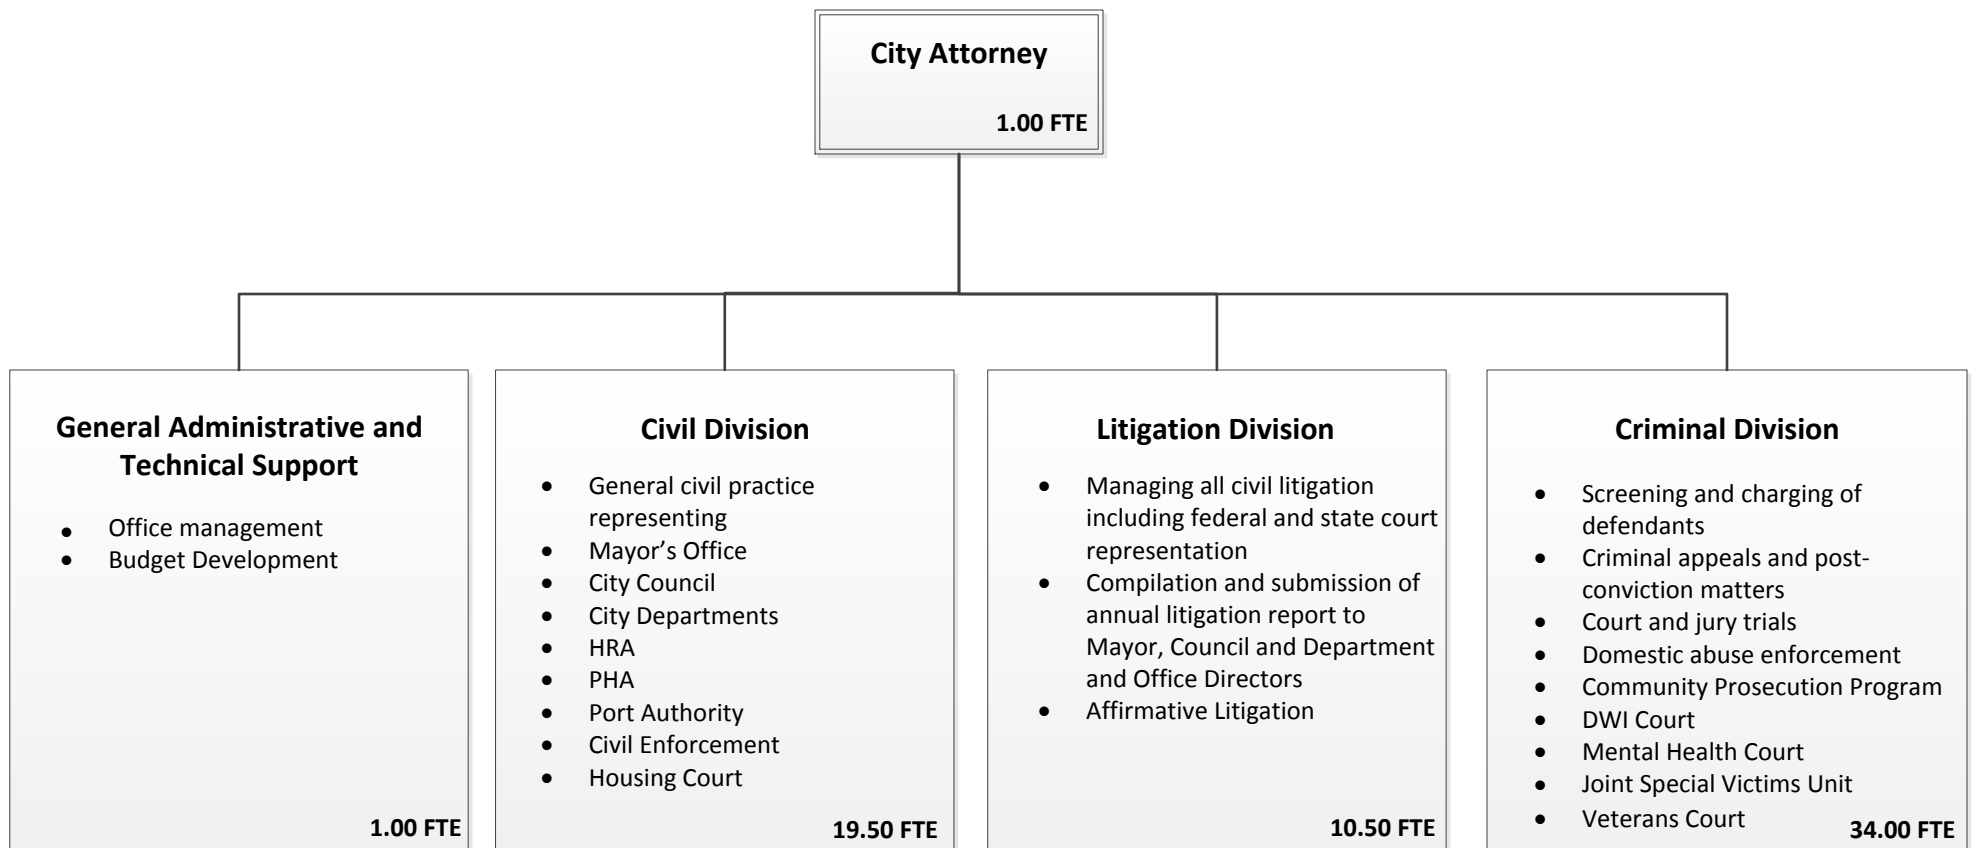 City Attorney
1.00 FTE
General Administrative and
Technical Support
• Office management
• Budget Development
1.00 FTE
Civil Division
• General civil practice
representing
• Mayor’s Office
• City Council
• City Departments
• HRA
• PHA
• Port Authority
• Civil Enforcement
• Housing Court
19.50 FTE
Litigation Division
• Managing all civil litigation
including federal and state court
representation
• Compilation and submission of
annual litigation report to
Mayor, Council and Department
and Office Directors
• Affirmative Litigation
10.50 FTE
Criminal Division
• Screening and charging of
defendants
• Criminal appeals and post-
conviction matters
• Court and jury trials
• Domestic abuse enforcement
• Community Prosecution Program
• DWI Court
• Mental Health Court
• Joint Special Victims Unit
• Veterans Court
34.00 FTE